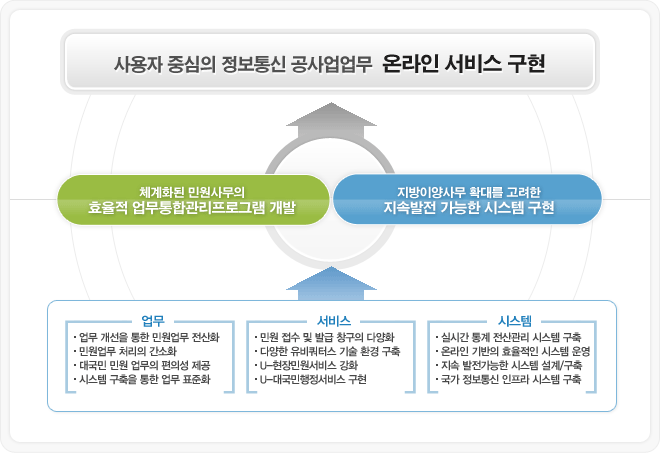 사용자 중심의 정보통신 공사업업무 온라인 서비스 구현
체계화된 민원사무의
효율적 업무통합관리프로그램 개발
지방이양사무 확대를 고려한
지속발전 가능한 시스템 구현
업무
· 업무 개선을 통한 민원업무 전산화
· 민원업무 처리의 간소화
· 대국민 민원 업무의 편의성 제공
· 시스템 구축을 통한 업무 표준화
서비스
· 민원 접수 및 발급 창구의 다양화
· 다양한 유비쿼터스 기술 환경 구축
· U-현장민원서비스 강화
· U-대국민행정서비스 구현
시스템
· 실시간 통계 전산관리 시스템 구축
· 온라인 기반의 효율적인 시스템 운영
· 지속 발전가능한 시스템 설계/구축
· 국가 정보통신 인프라 시스템 구축